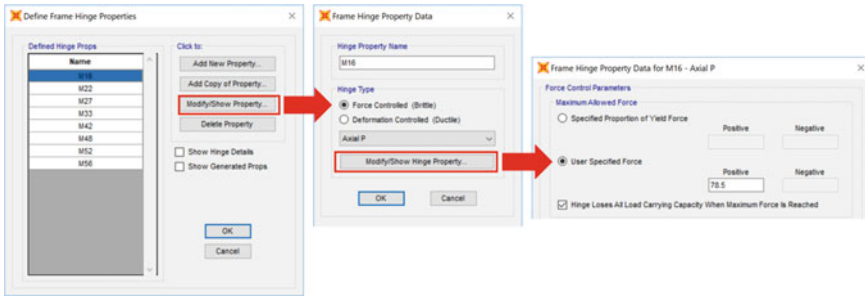 Define Frame Hinge Properties
Defined Hinge Props
Name
M16
M22
M27
M33
M42
M48
M52
M56
Click to:
Add New Property...
Add Copy of Property...
Modify/Show Property...
Delete Property
Show Hinge Details
Show Generated Props
OK
Cancel
Frame Hinge Property Data
Hinge Property Name
M16
Hinge Type
Force Controlled (Brittle)
Deformation Controlled (Ductile)
Axial P
Modify/Show Hinge Property...
OK Cancel
Frame Hinge Property Data for M16 - Axial P
Force Control Parameters
Maximum Allowed Force
Specified Proportion of Yield Force
Positive Negative
User Specified Force
Positive Negative
78.5
Hinge Loses All Load Carrying Capacity When Maximum Force Is Reached